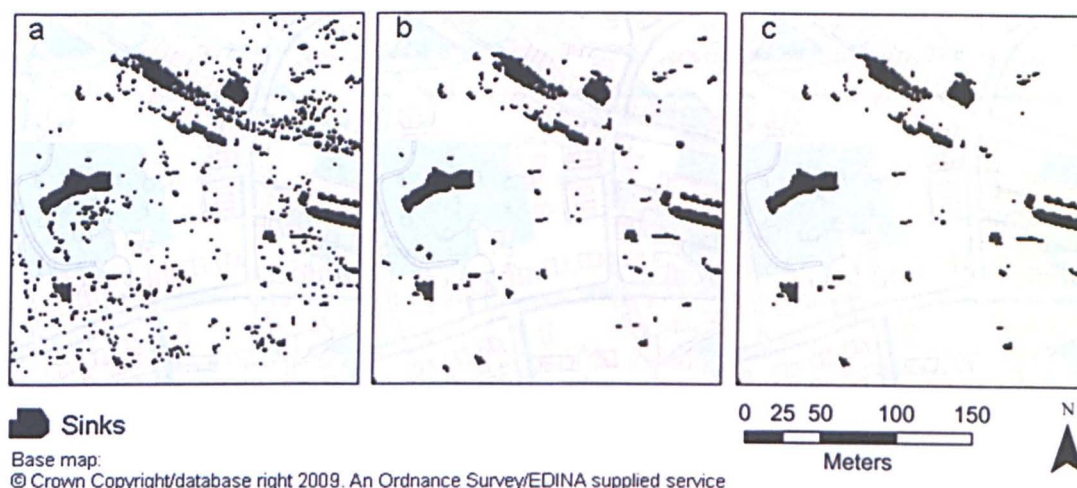 a b c
Sinks
0 25 50 100 150
Meters
N
Base map:
© Crown Copyright/database right 2009. An Ordnance Survey/EDINA supplied service